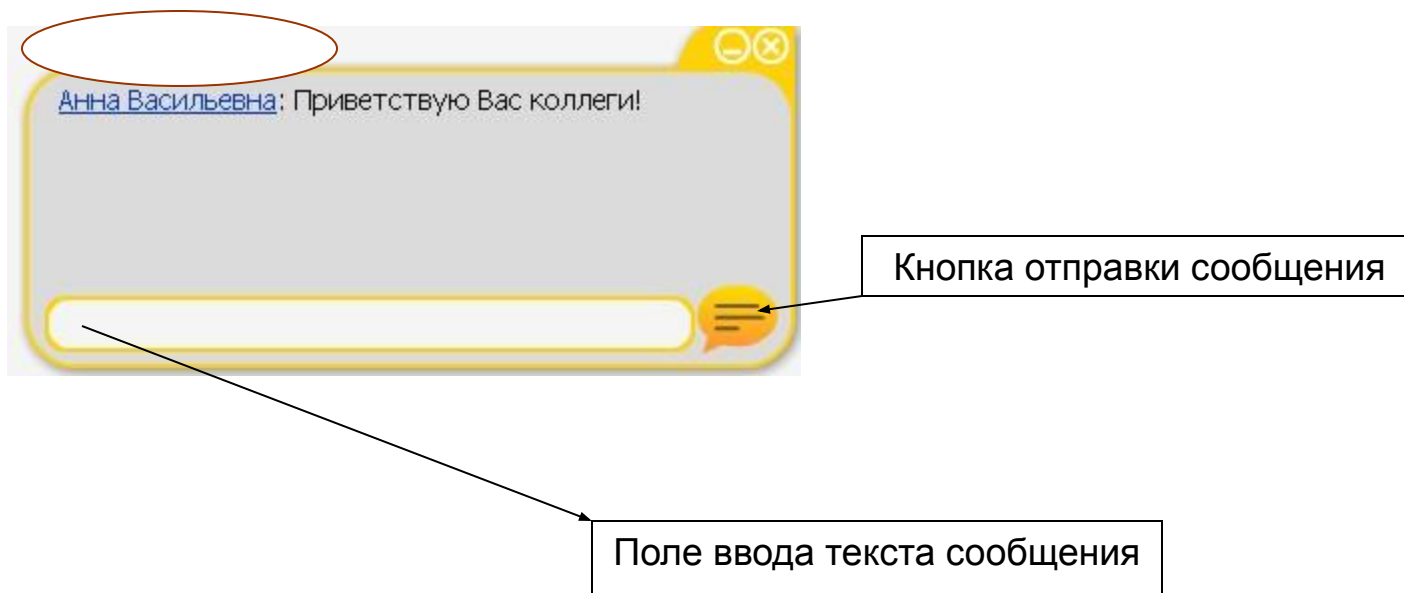 Анна Васильевна: Приветствую Вас коллеги!
Кнопка отправки сообщения
Поле ввода текста сообщения